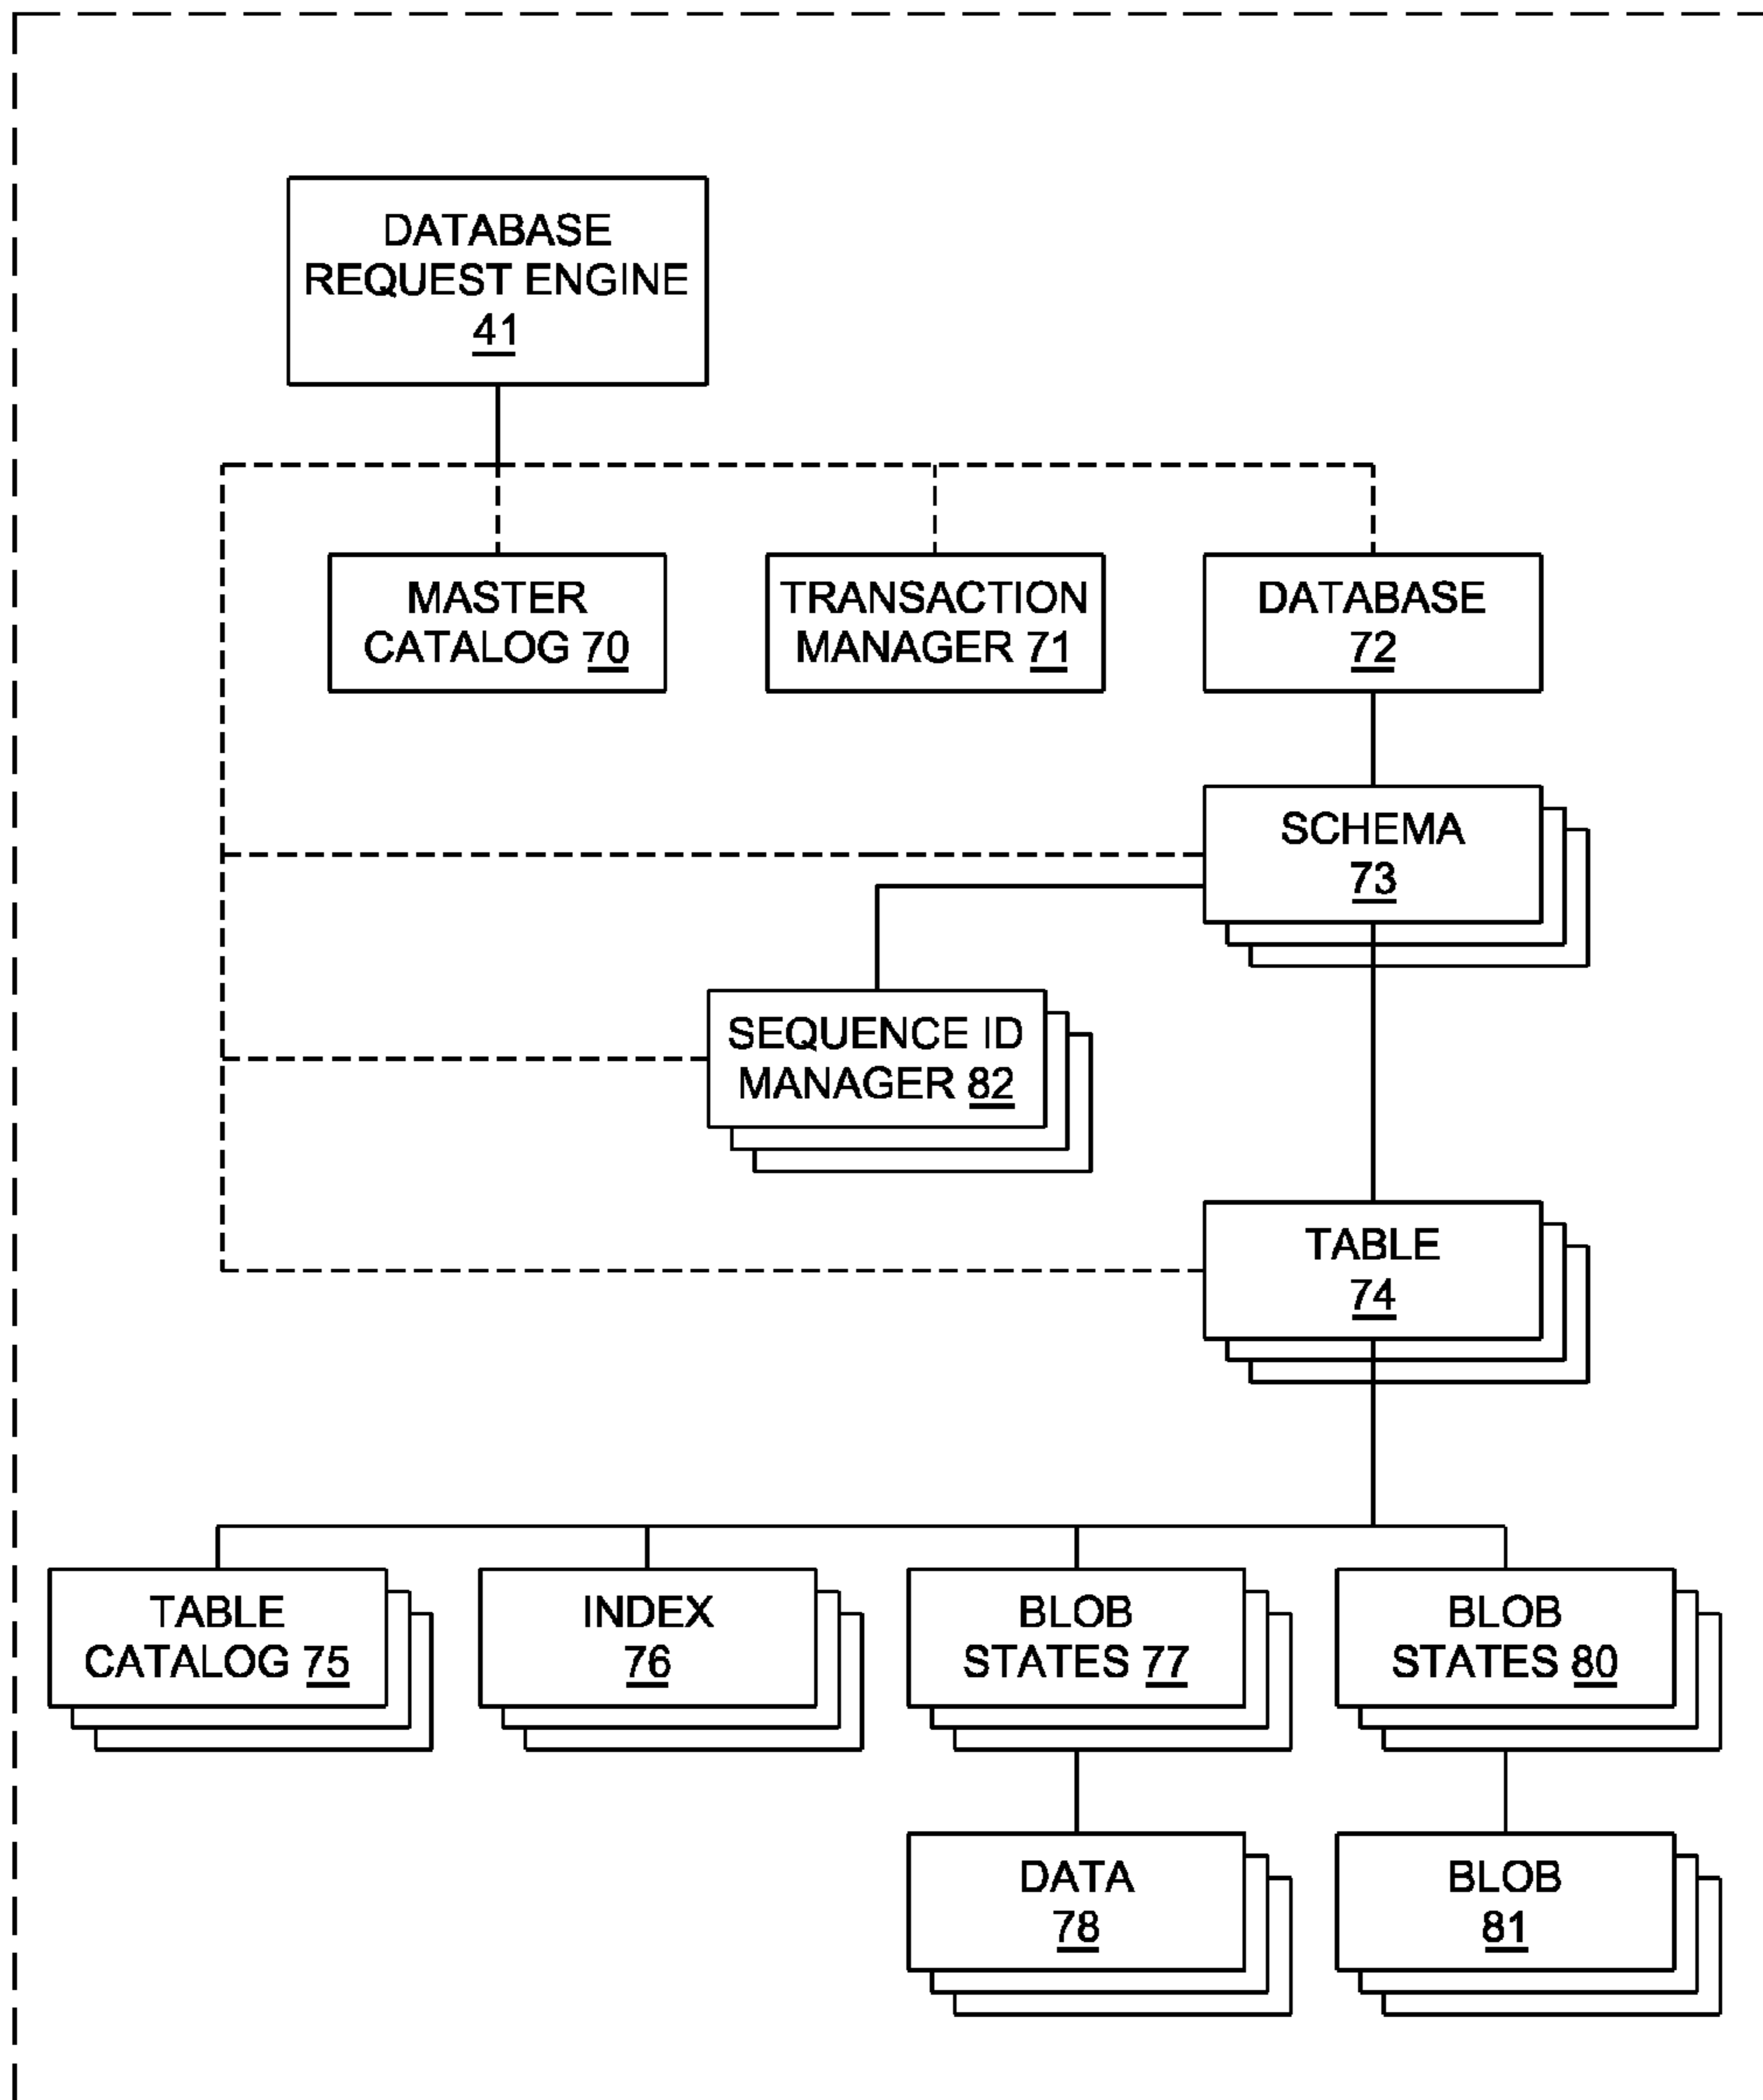 DATABASE
REQUEST ENGINE
41
MASTER
CATALOG 70
TRANSACTION
MANAGER 71
DATABASE
72
SCHEMA
73
SEQUENCE ID
MANAGER 82
TABLE
74
TABLE
CATALOG 75
INDEX
76
BLOB
STATES 77
BLOB
STATES 80
DATA
78
BLOB
81